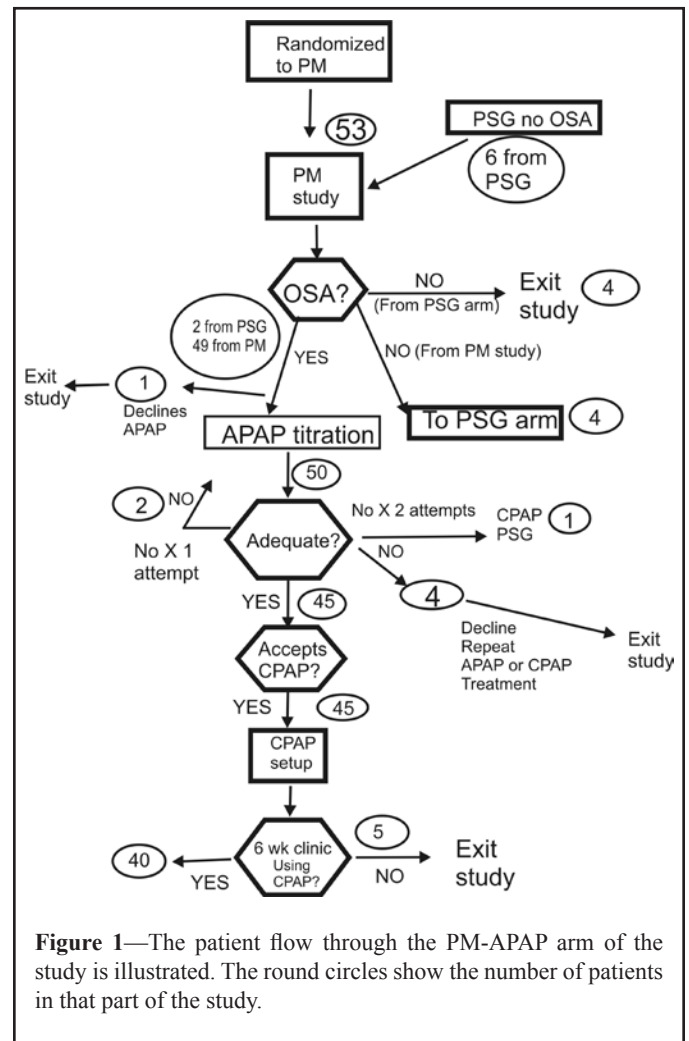 Randomized
to PM
53
PSG no OSA
6 from
PSG
PM
study
OSA?
NO
(From PSG arm)
Exit
study
4
2 from PSG
49 from PM
YES
NO (From PM study)
Exit
study
1
Declines
APAP
APAP titration
To PSG arm
4
50
2
NO
No X 1
attempt
Adequate?
No X 2 attempts
CPAP
PSG
1
NO
4
Decline
Repeat
APAP or CPAP
Treatment
Exit
study
YES
45
Accepts
CPAP?
YES
45
CPAP
setup
6 wk clinic
Using
CPAP?
40
YES
5
NO
Exit
study
Figure 1—The patient flow through the PM-APAP arm of the
study is illustrated. The round circles show the number of patients
in that part of the study.